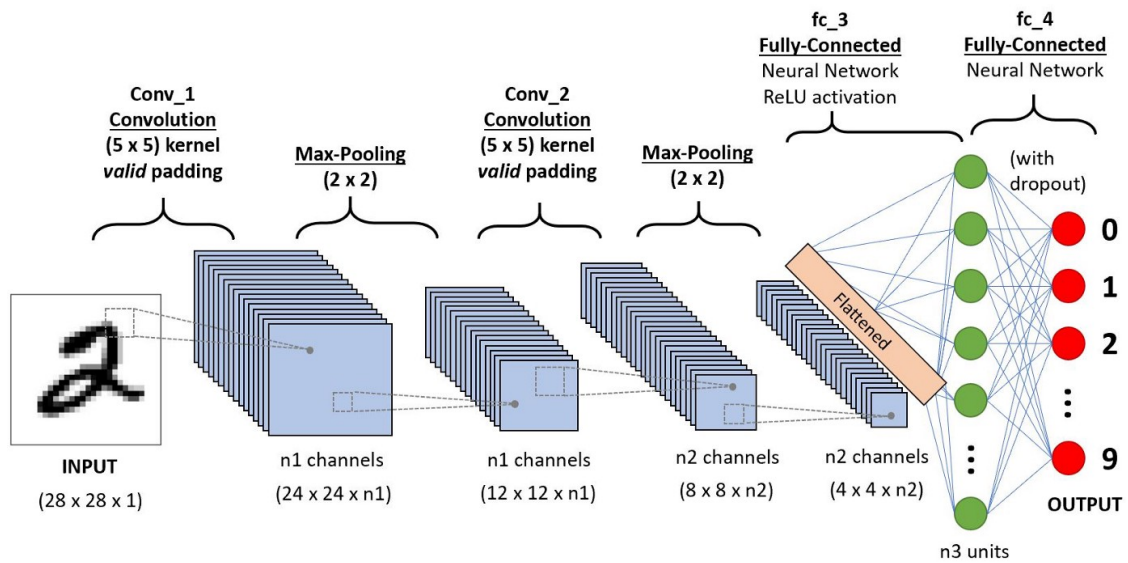 fc_3
Fully-Connected
Neural Network
ReLU activation
fc_4
Fully-Connected
Neural Network
Conv_1
Convolution
(5 x 5) kernel
valid padding
Max-Pooling
(2 x 2)
Conv_2
Convolution
(5 x 5) kernel
valid padding
Max-Pooling
(2 x 2)
(with
dropout)
0
1
2
...
9
Flattened
...
INPUT
(28 x 28 x 1)
n1 channels
(24 x 24 x n1)
n1 channels
(12 x 12 x n1)
n2 channels
(8 x 8 x n2)
n2 channels
(4 x 4 x n2)
OUTPUT
n3 units
2